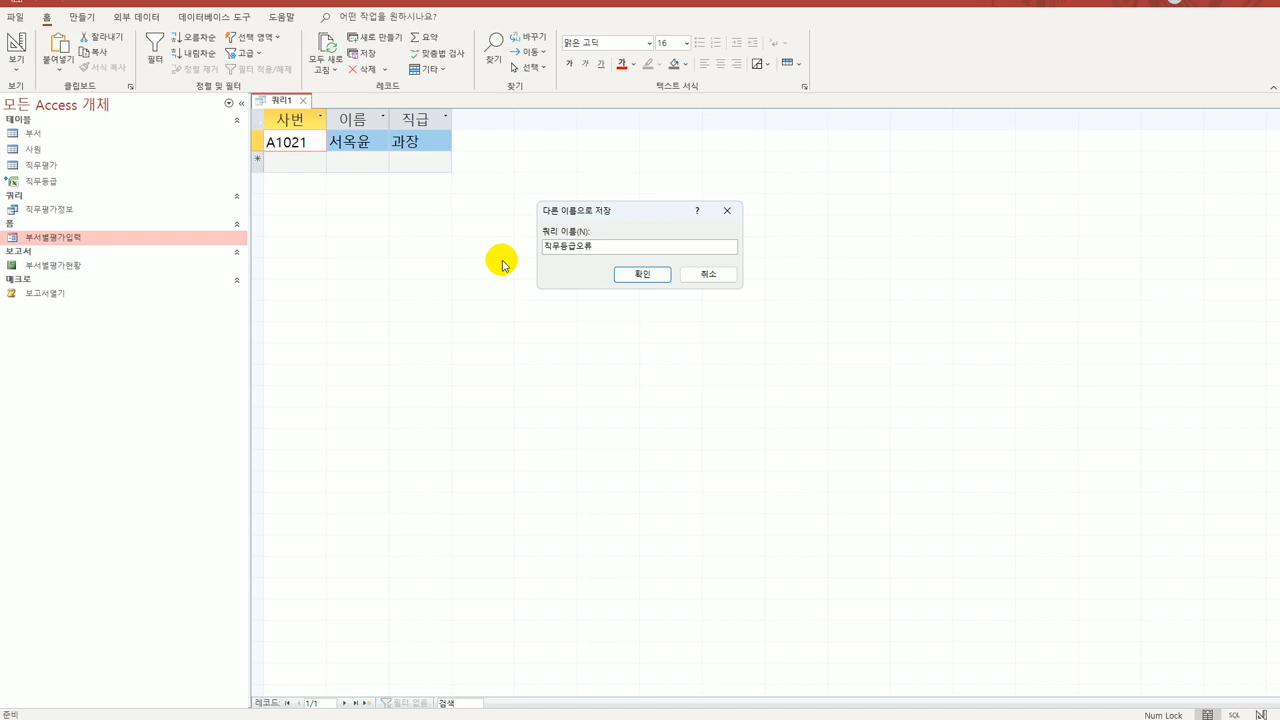 파일 홈 만들기 외부 데이터 데이터베이스 도구 도움말 어떤 작업을 원하시나요?
보기
붙여넣기
잘라내기
복사
서식 복사
필터
오름차순
내림차순
정렬 제거
선택 영역
고급
필터 적용/해제
모두 새로
고침
새로 만들기
저장
삭제
요약
맞춤법 검사
기타
찾기
바꾸기
이동
선택
맑은 고딕 16
가 가 가 가
보기 클립보드 정렬 및 필터 레코드 찾기 텍스트 서식
모든 Access 개체
테이블
부서
사원
직무평가
직무등급
쿼리
직무평가정보
폼
부서별평가입력
보고서
부서별평가현황
매크로
보고서열기
쿼리1
사번 이름 직급
A1021 서옥윤 과장
다른 이름으로 저장 ?
쿼리 이름(N):
직무등급오류
확인 취소
레코드: 1/1 필터 없음 검색
준비 Num Lock SQL